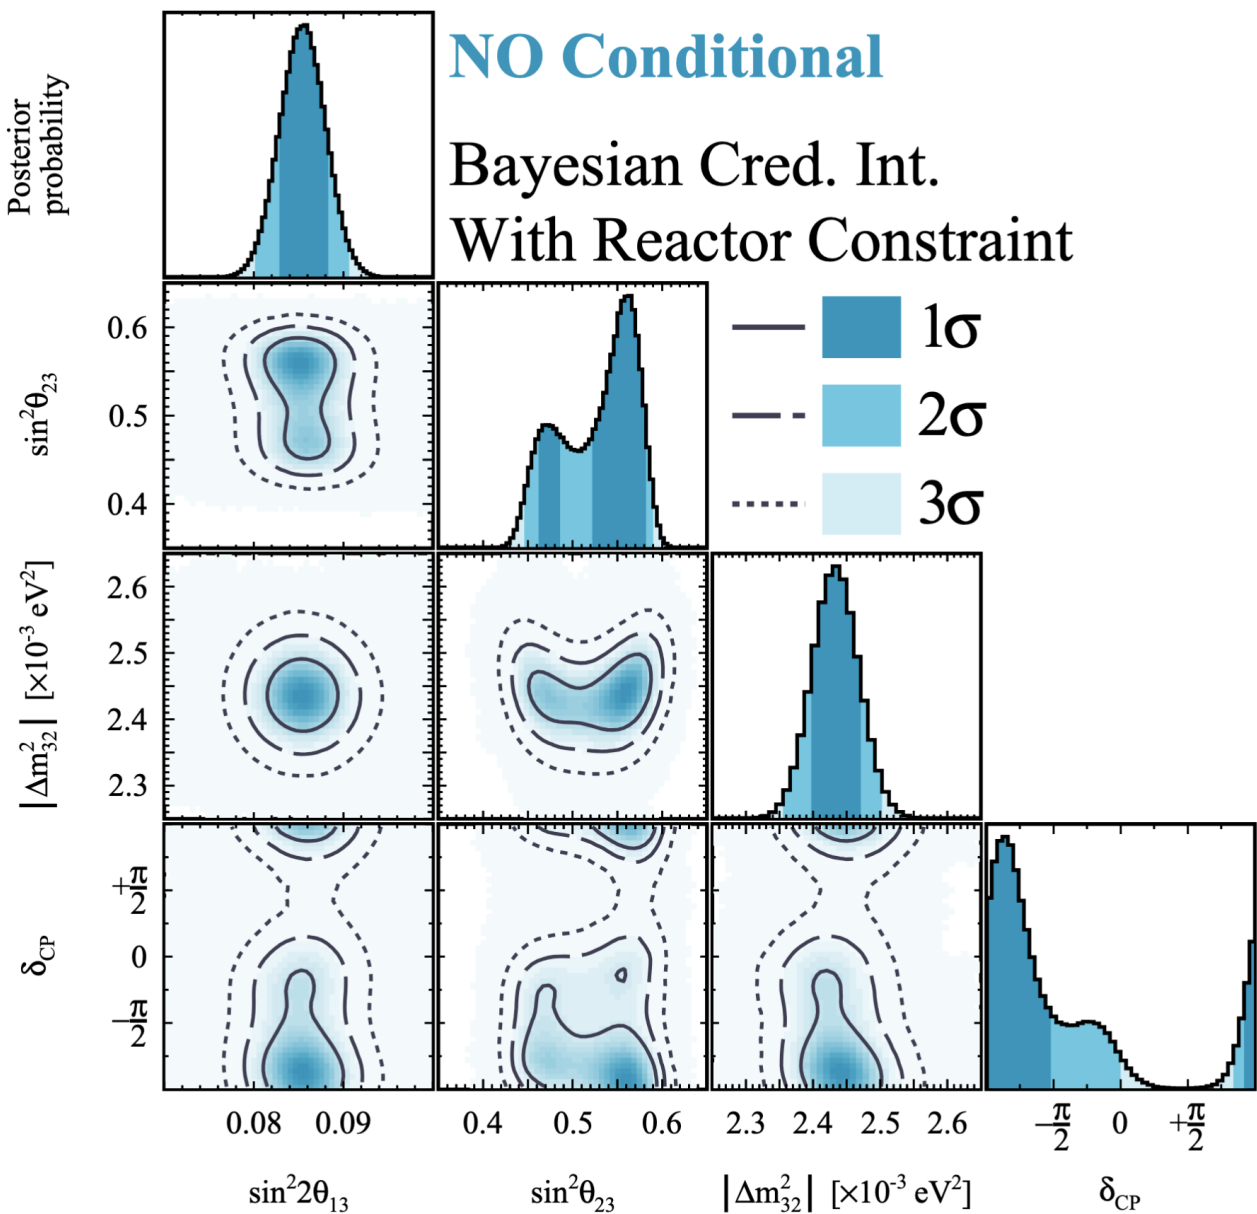 Posterior
probability
NO Conditional
Bayesian Cred. Int.
With Reactor Constraint
1σ
2σ
3σ
sin²θ₂₃
0.6
0.5
0.4
|Δm²₃₂| [×10⁻³ eV²]
2.6
2.5
2.4
2.3
δ_CP
+π/2
0
−π/2
0.08 0.09
0.4 0.5 0.6
2.3 2.4 2.5 2.6
−π/2 0 +π/2
sin²2θ₁₃
sin²θ₂₃
|Δm²₃₂| [×10⁻³ eV²]
δ_CP